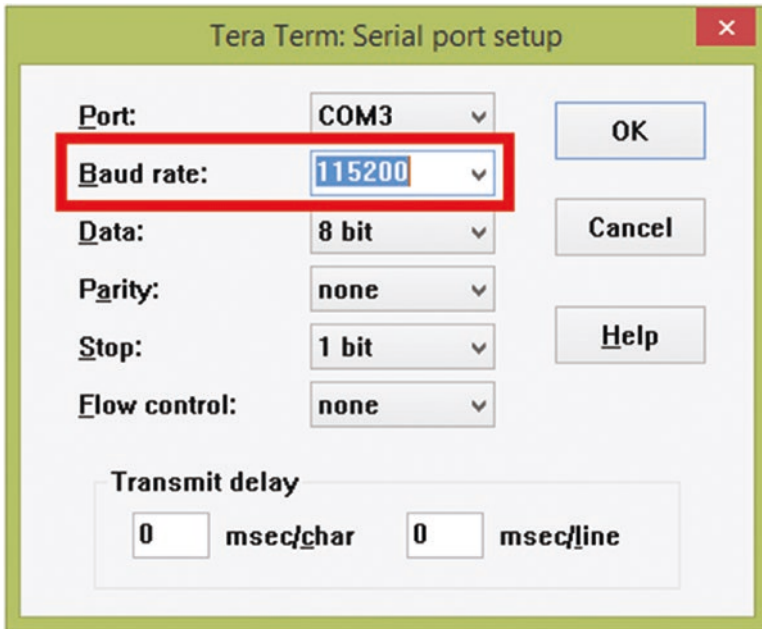 Tera Term: Serial port setup
Port: COM3
Baud rate: 115200
Data: 8 bit
Parity: none
Stop: 1 bit
Flow control: none
OK
Cancel
Help
Transmit delay
0 msec/char 0 msec/line